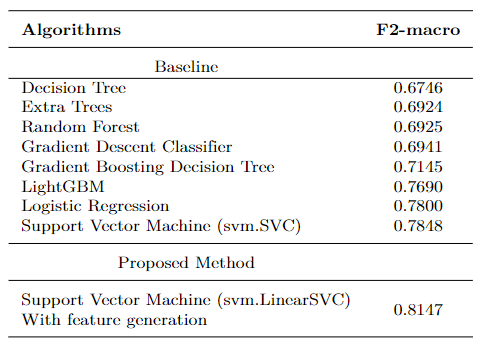 Algorithms F2-macro
Baseline
Decision Tree 0.6746
Extra Trees 0.6924
Random Forest 0.6925
Gradient Descent Classifier 0.6941
Gradient Boosting Decision Tree 0.7145
LightGBM 0.7690
Logistic Regression 0.7800
Support Vector Machine (svm.SVC) 0.7848
Proposed Method
Support Vector Machine (svm.LinearSVC)
With feature generation 0.8147